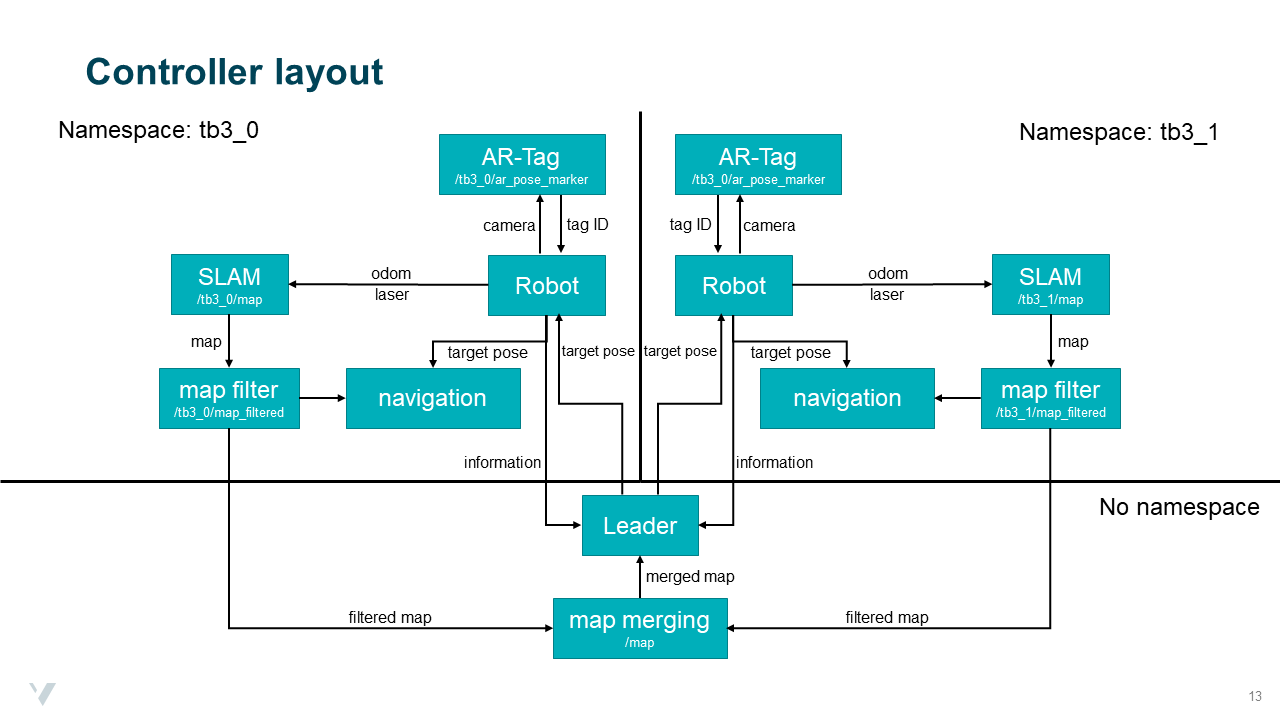 Controller layout
Namespace: tb3_0
Namespace: tb3_1
AR-Tag
/tb3_0/ar_pose_marker
AR-Tag
/tb3_0/ar_pose_marker
camera
tag ID
tag ID
camera
SLAM
/tb3_0/map
odom
laser
Robot
Robot
odom
laser
SLAM
/tb3_1/map
map
target pose
target pose
target pose
target pose
map
map filter
/tb3_0/map_filtered
navigation
navigation
map filter
/tb3_1/map_filtered
information
information
No namespace
Leader
merged map
filtered map
map merging
/map
filtered map
13